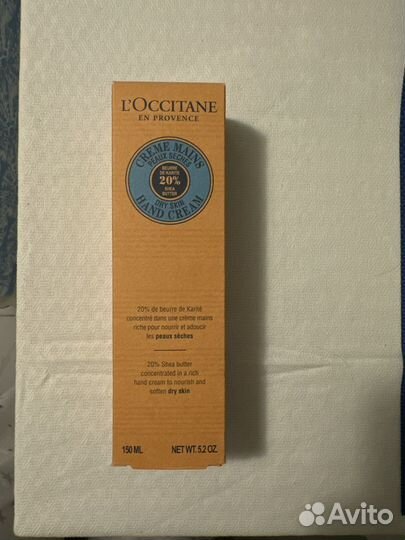 L'OCCITANE
EN PROVENCE
CRÈME MAINS
PEAUX SÈCHES
BEURRE
DE KARITÉ
20%
SHEA
BUTTER
DRY SKIN
HAND CREAM
20% de beurre de Karité
concentré dans une crème mains
riche pour nourrir et adoucir
les peaux sèches
20% Shea butter
concentrated in a rich
hand cream to nourish and
soften dry skin
150 ML NET WT. 5.2 OZ.
Avito